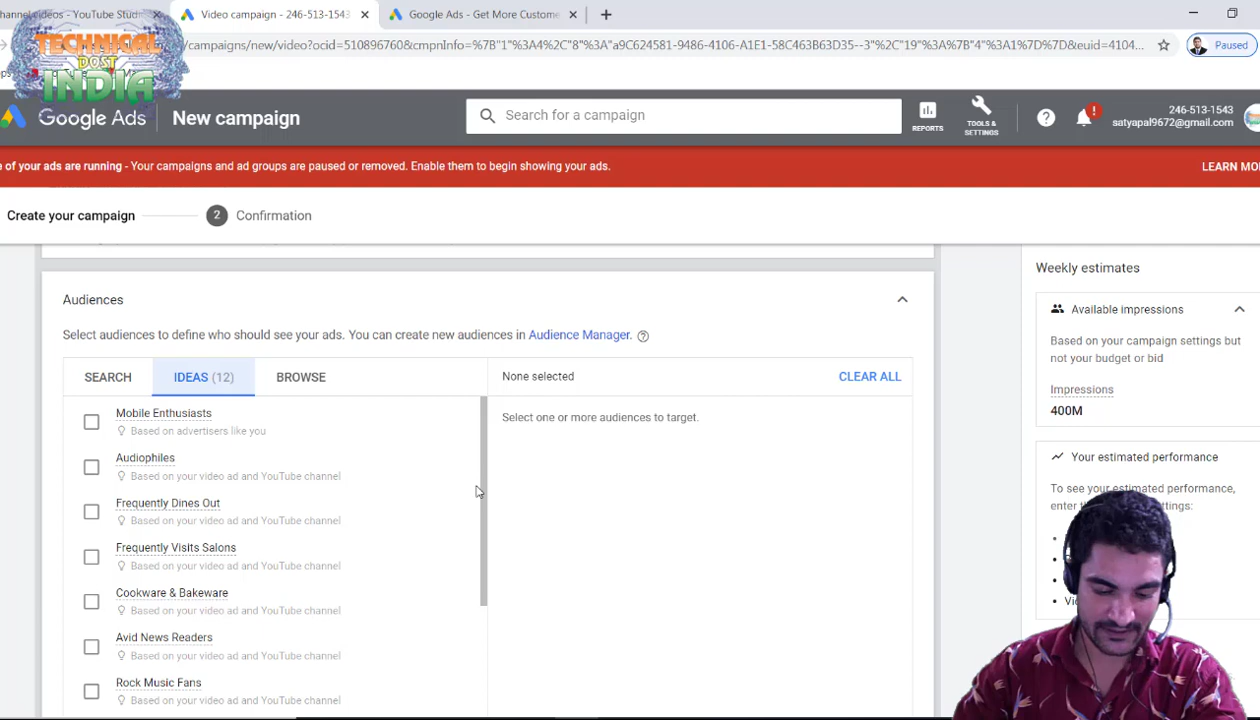 hannel videos - YouTube Studi
Video campaign - 246-513-1543
Google Ads - Get More Custome
/campaigns/new/video?ocid=510896760&cmpnInfo=%7B"1"%3A4%2C"8"%3A"a9C624581-9486-4106-A1E1-58C463B63D35--3"%2C"19"%3A%7B"4"%3A1%7D%7D&euid=4104...
Paused
TECHNICAL
DOST
INDIA
Google Ads
New campaign
Search for a campaign
REPORTS
TOOLS &
SETTINGS
246-513-1543
satyapal9672@gmail.com
e of your ads are running - Your campaigns and ad groups are paused or removed. Enable them to begin showing your ads.
LEARN MO
Create your campaign
2
Confirmation
Audiences
Select audiences to define who should see your ads. You can create new audiences in Audience Manager.
SEARCH
IDEAS (12)
BROWSE
None selected
CLEAR ALL
Mobile Enthusiasts
Based on advertisers like you
Audiophiles
Based on your video ad and YouTube channel
Frequently Dines Out
Based on your video ad and YouTube channel
Frequently Visits Salons
Based on your video ad and YouTube channel
Cookware & Bakeware
Based on your video ad and YouTube channel
Avid News Readers
Based on your video ad and YouTube channel
Rock Music Fans
Based on your video ad and YouTube channel
Select one or more audiences to target.
Weekly estimates
Available impressions
Based on your campaign settings but
not your budget or bid
Impressions
400M
Your estimated performance
To see your estimated performance,
enter